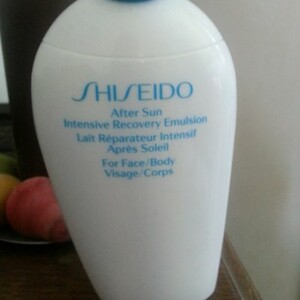 SHISEIDO
After Sun
Intensive Recovery Emulsion
Lait Réparateur Intensif
Après Soleil
For Face/Body
Visage/Corps